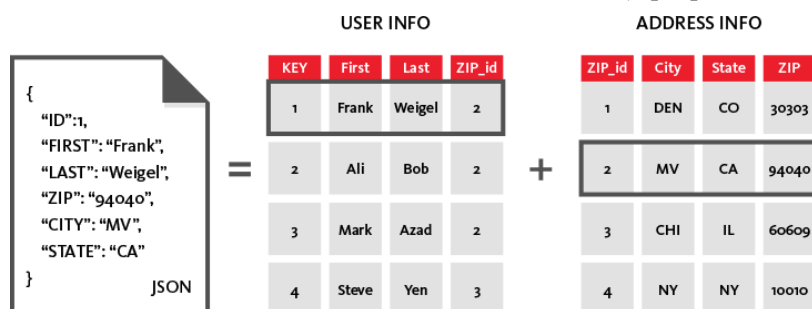 USER INFO
ADDRESS INFO
{
"ID":1,
"FIRST": "Frank",
"LAST": "Weigel",
"ZIP": "94040",
"CITY": "MV",
"STATE": "CA"
}
JSON
=
KEY First Last ZIP_id
1 Frank Weigel 2
2 Ali Bob 2
3 Mark Azad 2
4 Steve Yen 3
+
ZIP_id City State ZIP
1 DEN CO 30303
2 MV CA 94040
3 CHI IL 60609
4 NY NY 10010